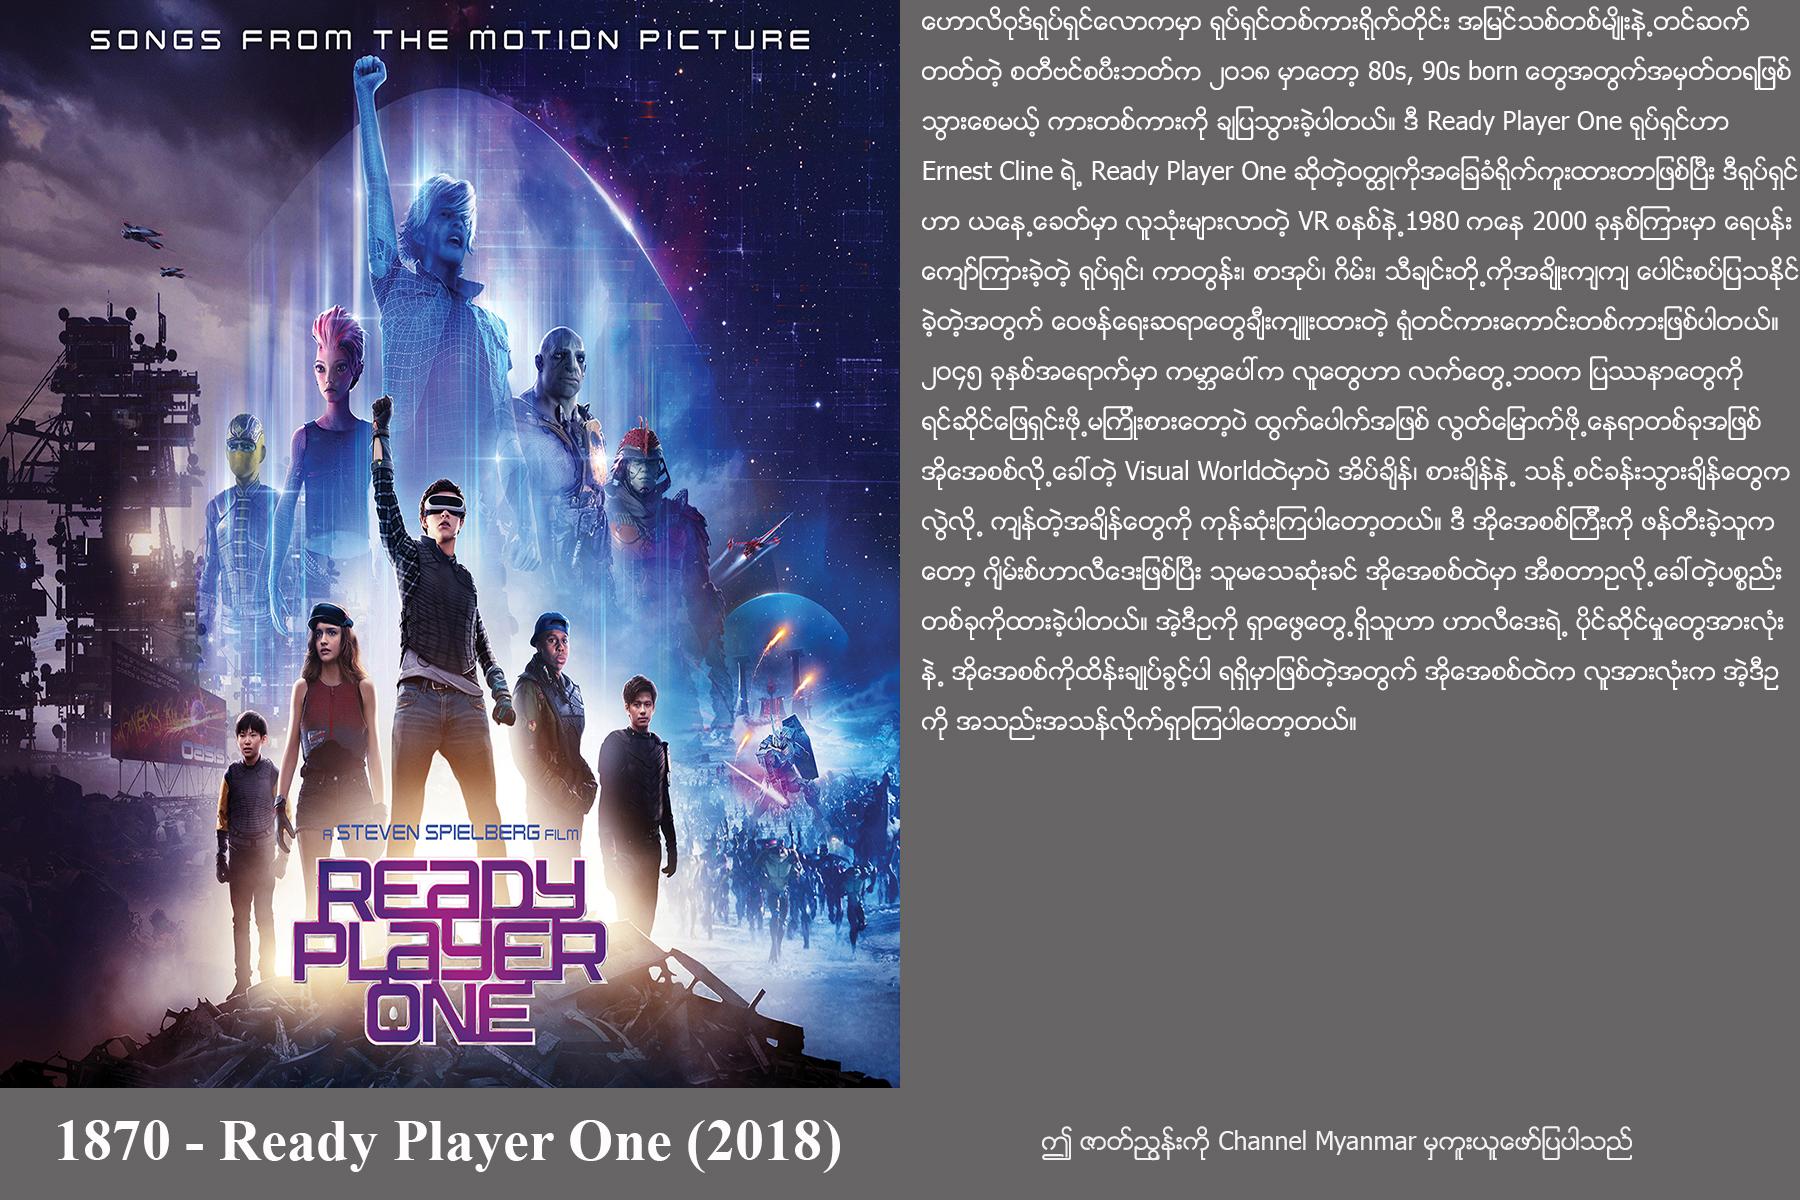 SONGS FROM THE MOTION PICTURE
OASIS
A STEVEN SPIELBERG FILM
READY
PLAYER
ONE
1870 - Ready Player One (2018)
ဟောလိဝုဒ်ရုပ်ရှင်လောကမှာ ရုပ်ရှင်တစ်ကားရိုက်တိုင်း အမြင်သစ်တစ်မျိုးနဲ့တင်ဆက်
တတ်တဲ့ စတီဗင်စပီးဘတ်က ၂ဝ၁၈ မှာတော့ 80s, 90s born တွေအတွက်အမှတ်တရဖြစ်
သွားစေမယ့် ကားတစ်ကားကို ချပြသွားခဲ့ပါတယ်။ ဒီ Ready Player One ရုပ်ရှင်ဟာ
Ernest Cline ရဲ့ Ready Player One ဆိုတဲ့ဝတ္ထုကိုအခြေခံရိုက်ကူးထားတာဖြစ်ပြီး ဒီရုပ်ရှင်
ဟာ ယနေ့ခေတ်မှာ လူသုံးများလာတဲ့ VR စနစ်နဲ့ 1980 ကနေ 2000 ခုနှစ်ကြားမှာ ရေပန်း
ကျော်ကြားခဲ့တဲ့ ရုပ်ရှင်၊ ကာတွန်း၊ စာအုပ်၊ ဂိမ်း၊ သီချင်းတို့ကိုအချိုးကျကျ ပေါင်းစပ်ပြသနိုင်
ခဲ့တဲ့အတွက် ဝေဖန်ရေးဆရာတွေချီးကျူးထားတဲ့ ရုံတင်ကားကောင်းတစ်ကားဖြစ်ပါတယ်။
၂ဝ၄၅ ခုနှစ်အရောက်မှာ ကမ္ဘာပေါ်က လူတွေဟာ လက်တွေ့ဘဝက ပြဿနာတွေကို
ရင်ဆိုင်ဖြေရှင်းဖို့မကြိုးစားတော့ပဲ ထွက်ပေါက်အဖြစ် လွတ်မြောက်ဖို့နေရာတစ်ခုအဖြစ်
အိုအေစစ်လို့ခေါ်တဲ့ Visual Worldထဲမှာပဲ အိပ်ချိန်၊ စားချိန်နဲ့ သန့်စင်ခန်းသွားချိန်တွေက
လွဲလို့ ကျန်တဲ့အချိန်တွေကို ကုန်ဆုံးကြပါတော့တယ်။ ဒီ အိုအေစစ်ကြီးကို ဖန်တီးခဲ့သူက
တော့ ဂျိမ်းစ်ဟာလီဒေးဖြစ်ပြီး သူမသေဆုံးခင် အိုအေစစ်ထဲမှာ အီစတာဥလို့ခေါ်တဲ့ပစ္စည်း
တစ်ခုကိုထားခဲ့ပါတယ်။ အဲ့ဒီဥကို ရှာဖွေတွေ့ရှိသူဟာ ဟာလီဒေးရဲ့ ပိုင်ဆိုင်မှုတွေအားလုံး
နဲ့ အိုအေစစ်ကိုထိန်းချုပ်ခွင့်ပါ ရရှိမှာဖြစ်တဲ့အတွက် အိုအေစစ်ထဲက လူအားလုံးက အဲ့ဒီဥ
ကို အသည်းအသန်လိုက်ရှာကြပါတော့တယ်။
ဤ ဇာတ်ညွှန်းကို Channel Myanmar မှကူးယူဖော်ပြပါသည်